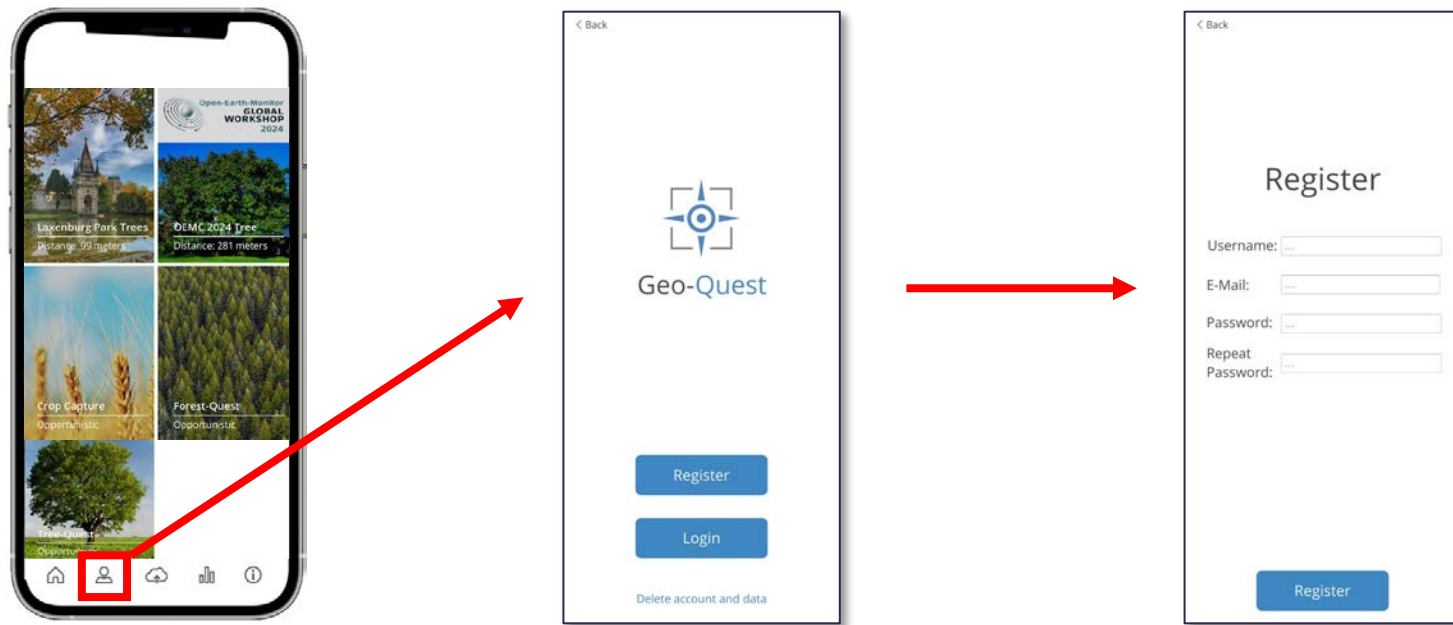 Open-Earth-Monitor
GLOBAL
WORKSHOP
2024
Laxenburg Park Trees
Distance: 99 meters
OEMC 2024 Tree
Distance: 281 meters
Crop Capture
Opportunistic
Forest-Quest
Opportunistic
Tree-Quest
Opportunistic
< Back
Geo-Quest
Register
Login
Delete account and data
< Back
Register
Username: ...
E-Mail: ...
Password: ...
Repeat
Password: ...
Register